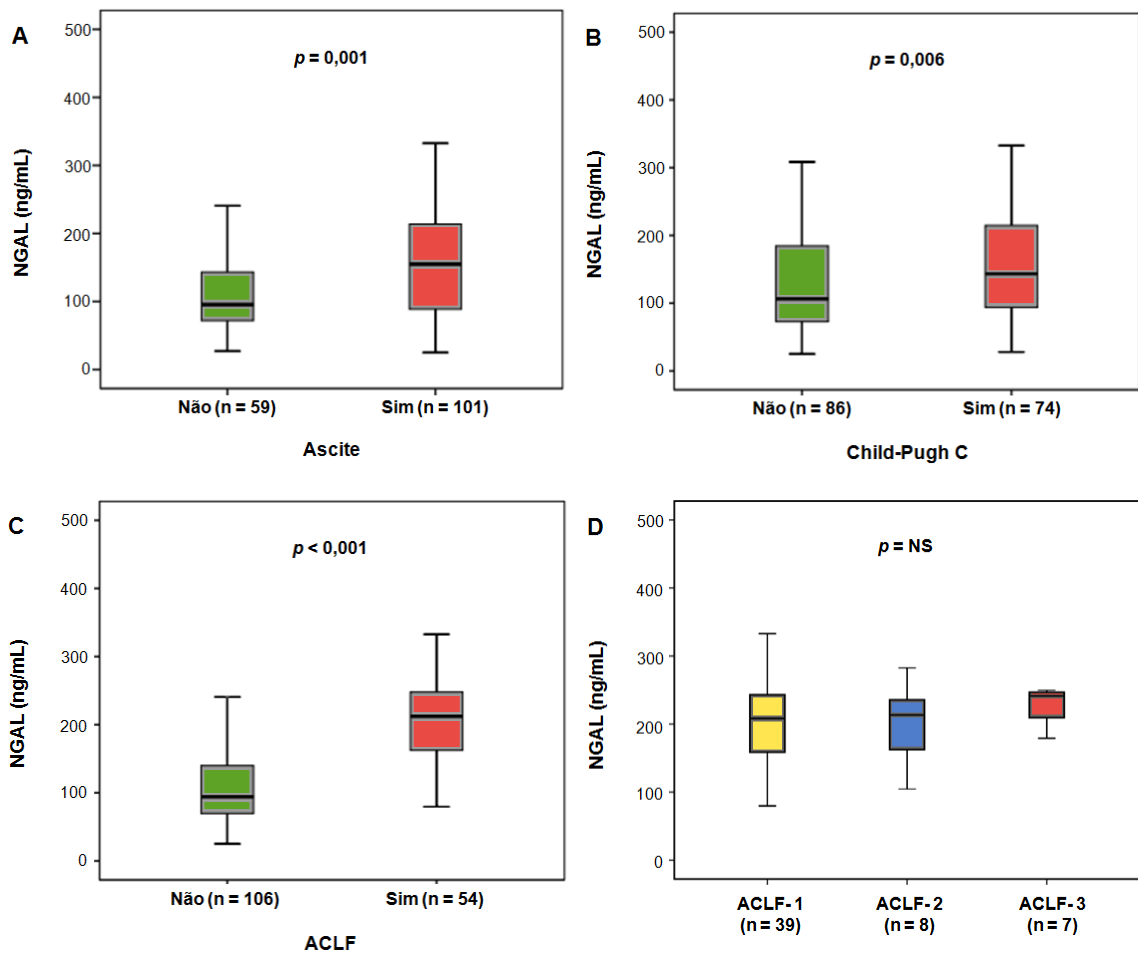 A
p = 0,001
NGAL (ng/mL)
500
400
300
200
100
0
Não (n = 59)
Sim (n = 101)
Ascite
B
p = 0,006
NGAL (ng/mL)
500
400
300
200
100
0
Não (n = 86)
Sim (n = 74)
Child-Pugh C
C
p < 0,001
NGAL (ng/mL)
500
400
300
200
100
0
Não (n = 106)
Sim (n = 54)
ACLF
D
p = NS
NGAL (ng/mL)
500
400
300
200
100
0
ACLF-1
(n = 39)
ACLF-2
(n = 8)
ACLF-3
(n = 7)